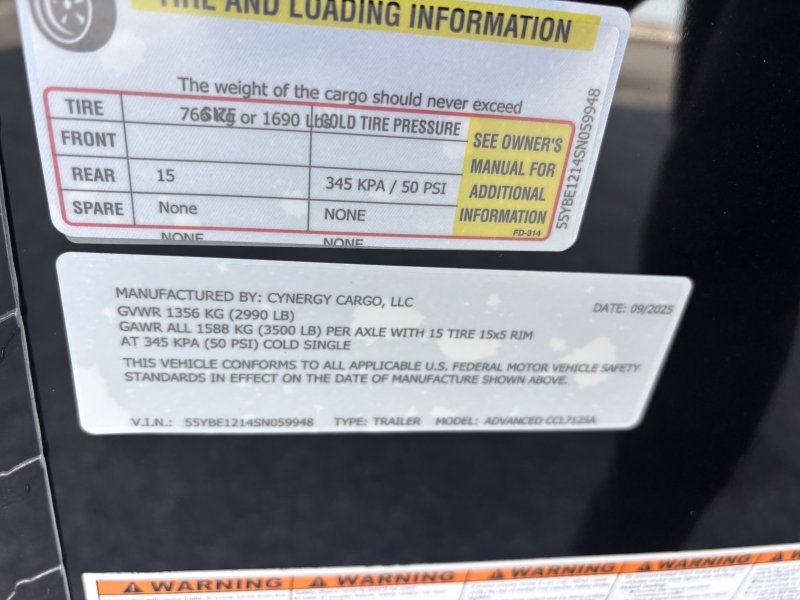 TIRE AND LOADING INFORMATION
The weight of the cargo should never exceed
766 Kg or 1690 Lbs
TIRE SIZE COLD TIRE PRESSURE
FRONT
REAR 15 345 KPA / 50 PSI
SPARE None NONE
NONE NONE
SEE OWNER'S
MANUAL FOR
ADDITIONAL
INFORMATION
FD-314
55YBE1214SN059948
MANUFACTURED BY: CYNERGY CARGO, LLC DATE: 09/2025
GVWR 1356 KG (2990 LB)
GAWR ALL 1588 KG (3500 LB) PER AXLE WITH 15 TIRE 15x5 RIM
AT 345 KPA (50 PSI) COLD SINGLE
THIS VEHICLE CONFORMS TO ALL APPLICABLE U.S. FEDERAL MOTOR VEHICLE SAFETY
STANDARDS IN EFFECT ON THE DATE OF MANUFACTURE SHOWN ABOVE.
V.I.N.: 55YBE1214SN059948 TYPE: TRAILER MODEL: ADVANCED CCL712SA
WARNING WARNING WARNING WARNING WARNING